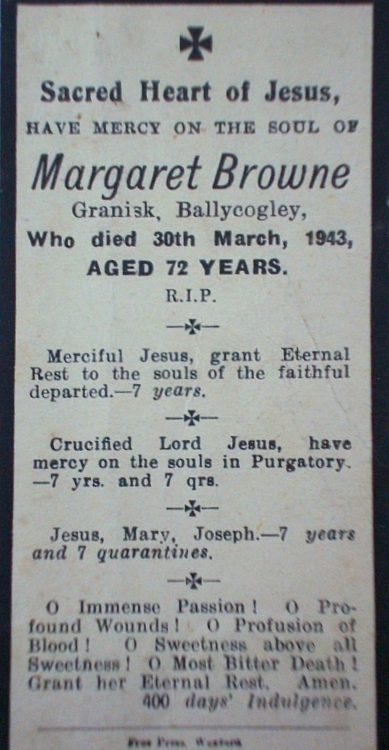 Sacred Heart of Jesus,
HAVE MERCY ON THE SOUL OF
Margaret Browne
Granisk, Ballycogley,
Who died 30th March, 1943,
AGED 72 YEARS.
R.I.P.
Merciful Jesus, grant Eternal
Rest to the souls of the faithful
departed.—7 years.
Crucified Lord Jesus, have
mercy on the souls in Purgatory.
—7 yrs. and 7 qrs.
Jesus, Mary, Joseph.—7 years
and 7 quarantines.
O Immense Passion! O Pro-
found Wounds! O Profusion of
Blood! O Sweetness above all
Sweetness! O Most Bitter Death!
Grant her Eternal Rest. Amen.
400 days' Indulgence.
Free Press, Wexford